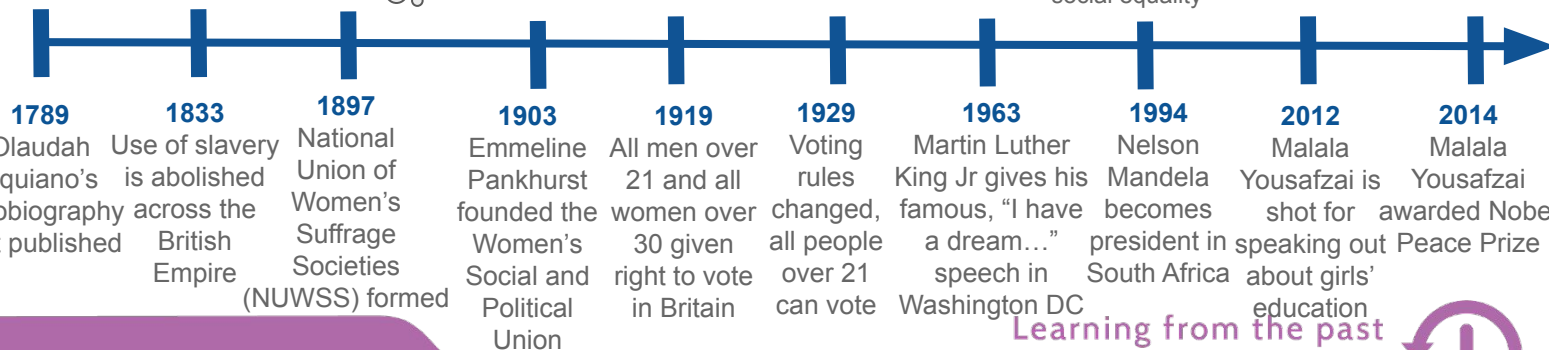 social equality
1789
Olaudah
quiano's
obiography
published
1833
Use of slavery
is abolished
across the
British
Empire
1897
National
Union of
Women's
Suffrage
Societies
(NUWSS) formed
1903
Emmeline
Pankhurst
founded the
Women's
Social and
Political
Union
1919
All men over
21 and all
women over
30 given
right to vote
in Britain
1929
Voting
rules
changed,
all people
over 21
can vote
1963
Martin Luther
King Jr gives his
famous, “I have
a dream…”
speech in
Washington DC
1994
Nelson
Mandela
becomes
president in
South Africa
2012
Malala
Yousafzai is
shot for
speaking out
about girls’
education
2014
Malala
Yousafzai
awarded Nobe
Peace Prize
Learning from the past